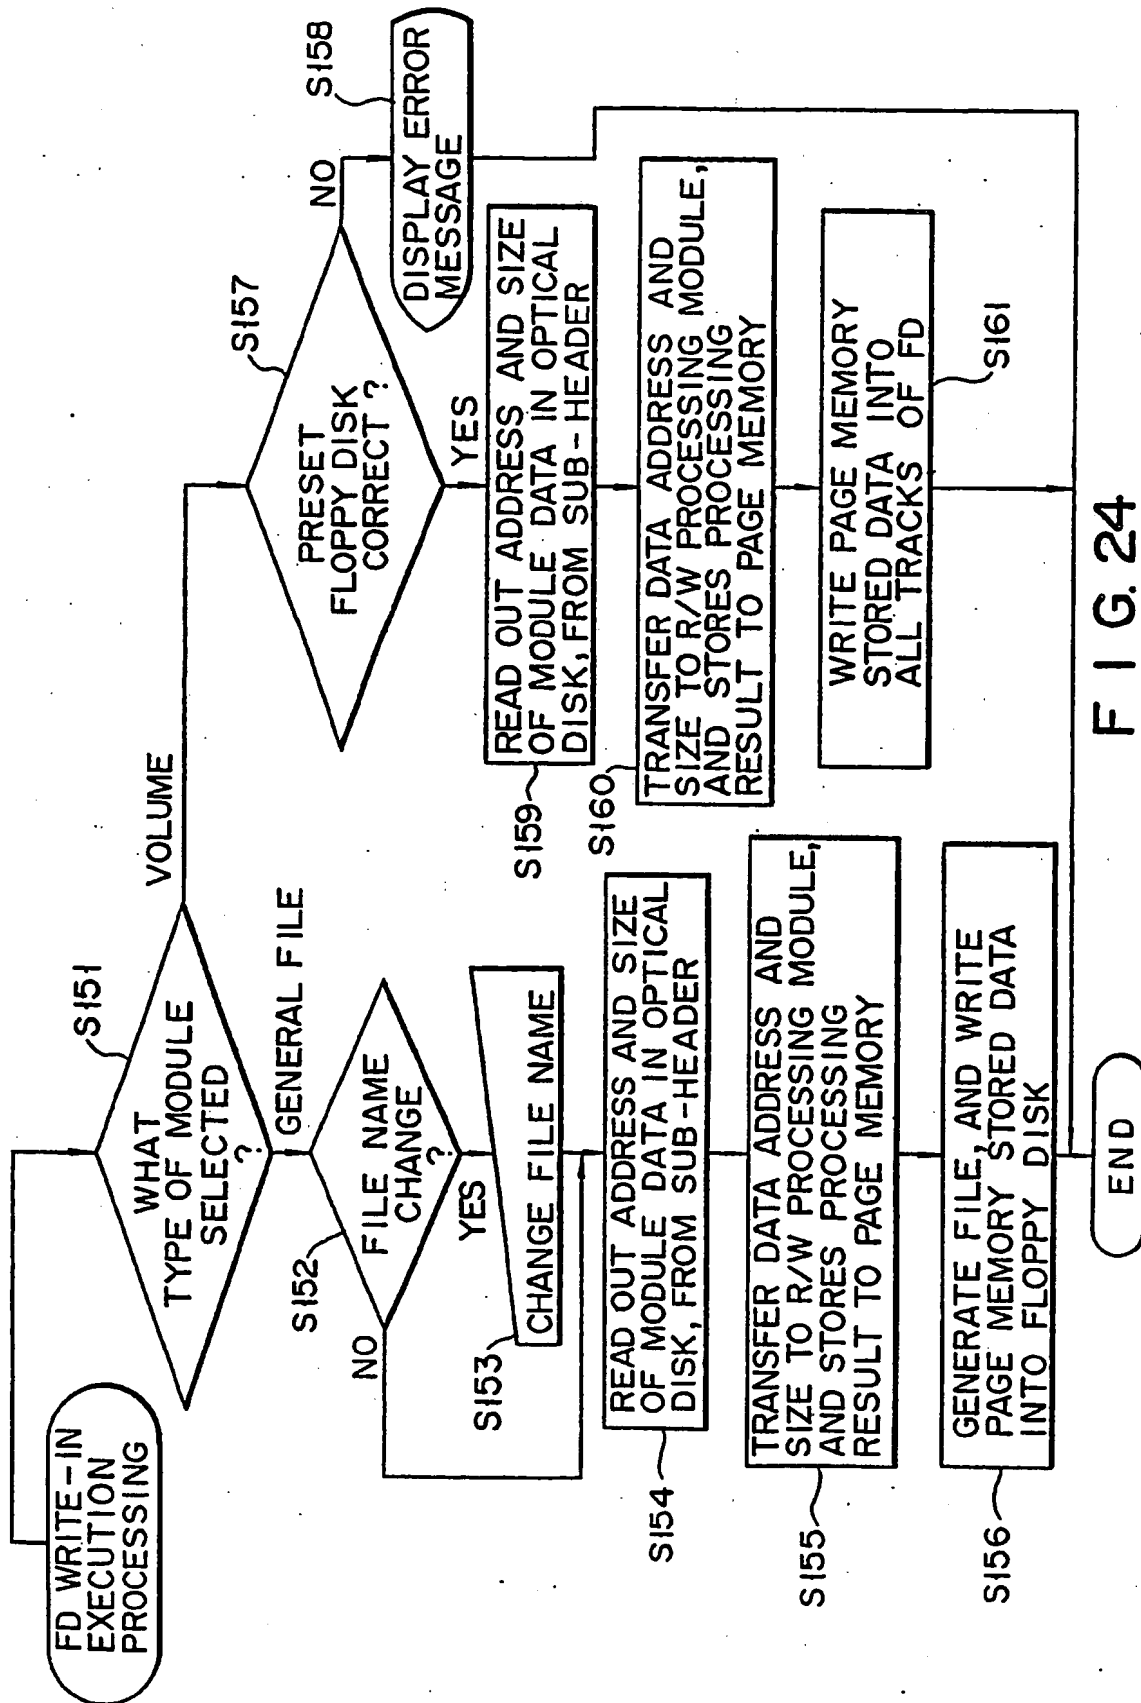 FD WRITE-IN
EXECUTION
PROCESSING
S151
WHAT
TYPE OF MODULE
SELECTED
?
VOLUME
GENERAL FILE
S152
FILE NAME
CHANGE
?
NO
YES
S153
CHANGE FILE NAME
S154
READ OUT ADDRESS AND SIZE
OF MODULE DATA IN OPTICAL
DISK, FROM SUB-HEADER
S155
TRANSFER DATA ADDRESS AND
SIZE TO R/W PROCESSING MODULE,
AND STORES PROCESSING
RESULT TO PAGE MEMORY
S156
GENERATE FILE, AND WRITE
PAGE MEMORY STORED DATA
INTO FLOPPY DISK
END
S157
PRESET
FLOPPY DISK
CORRECT ?
NO
YES
S158
DISPLAY ERROR
MESSAGE
S159
READ OUT ADDRESS AND SIZE
OF MODULE DATA IN OPTICAL
DISK, FROM SUB-HEADER
S160
TRANSFER DATA ADDRESS AND
SIZE TO R/W PROCESSING MODULE,
AND STORES PROCESSING
RESULT TO PAGE MEMORY
S161
WRITE PAGE MEMORY
STORED DATA INTO
ALL TRACKS OF FD
FIG. 24